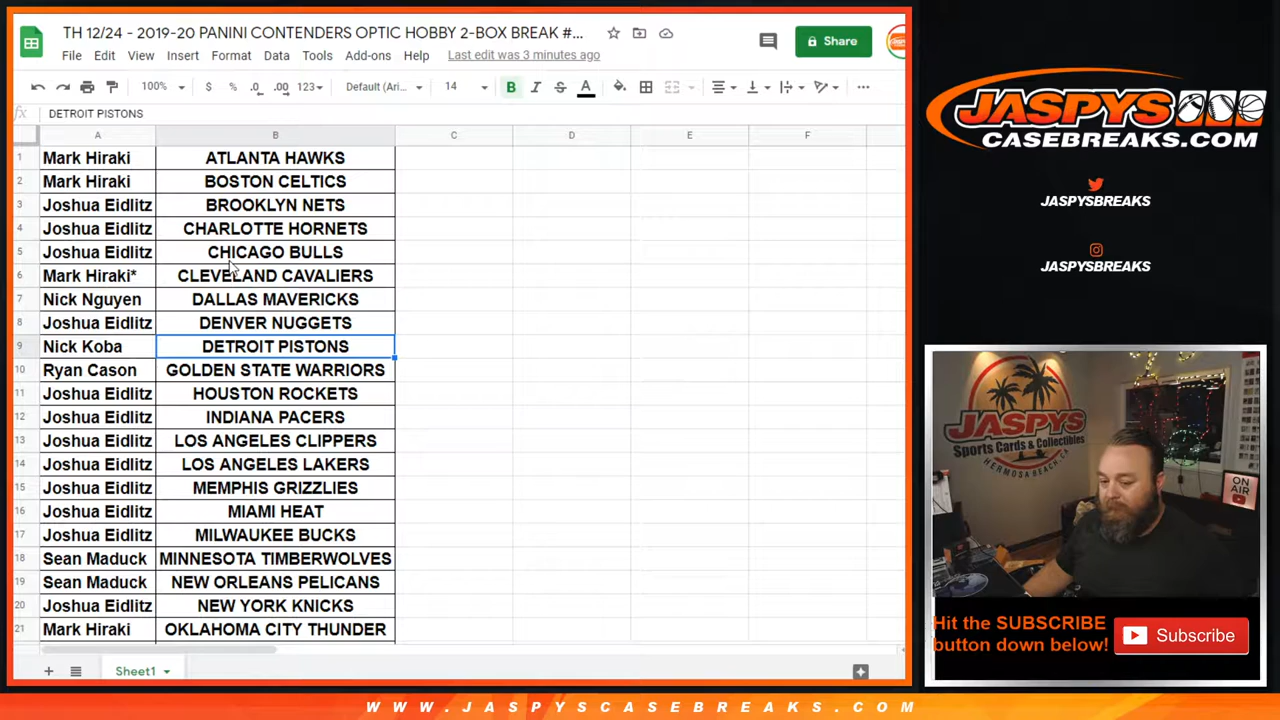 TH 12/24 - 2019-20 PANINI CONTENDERS OPTIC HOBBY 2-BOX BREAK #...
File Edit View Insert Format Data Tools Add-ons Help Last edit was 3 minutes ago
Share
100% $ % .0 .00 123 Default (Ari... 14 B I S A
fx DETROIT PISTONS
A B C D E F
1 Mark Hiraki ATLANTA HAWKS
2 Mark Hiraki BOSTON CELTICS
3 Joshua Eidlitz BROOKLYN NETS
4 Joshua Eidlitz CHARLOTTE HORNETS
5 Joshua Eidlitz CHICAGO BULLS
6 Mark Hiraki* CLEVELAND CAVALIERS
7 Nick Nguyen DALLAS MAVERICKS
8 Joshua Eidlitz DENVER NUGGETS
9 Nick Koba DETROIT PISTONS
10 Ryan Cason GOLDEN STATE WARRIORS
11 Joshua Eidlitz HOUSTON ROCKETS
12 Joshua Eidlitz INDIANA PACERS
13 Joshua Eidlitz LOS ANGELES CLIPPERS
14 Joshua Eidlitz LOS ANGELES LAKERS
15 Joshua Eidlitz MEMPHIS GRIZZLIES
16 Joshua Eidlitz MIAMI HEAT
17 Joshua Eidlitz MILWAUKEE BUCKS
18 Sean Maduck MINNESOTA TIMBERWOLVES
19 Sean Maduck NEW ORLEANS PELICANS
20 Joshua Eidlitz NEW YORK KNICKS
21 Mark Hiraki OKLAHOMA CITY THUNDER
Sheet1
JASPYS
CASEBREAKS.COM
JASPYSBREAKS
JASPYSBREAKS
JASPYS
Sports Cards & Collectibles
HERMOSA BEACH, CA
ON
AIR
Hit the SUBSCRIBE
button down below!
Subscribe
WWW.JASPYSCASEBREAKS.COM